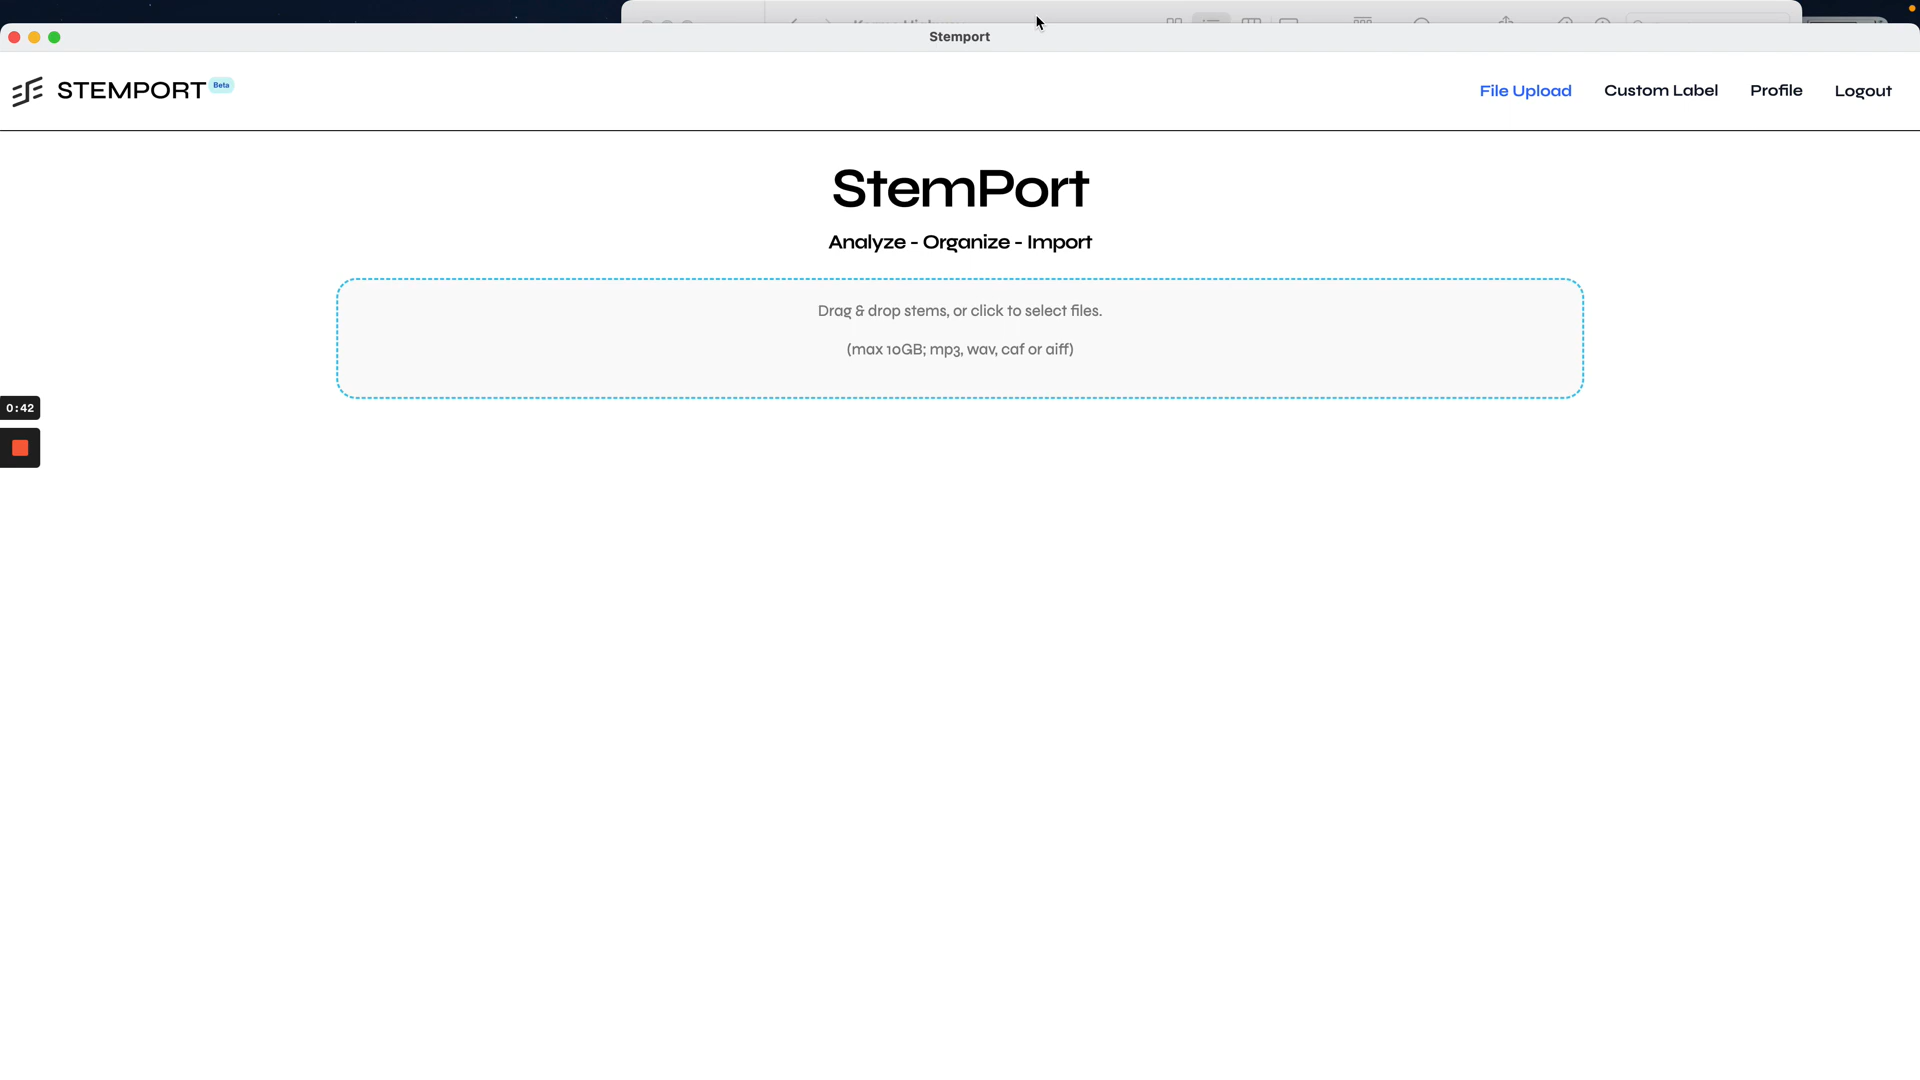 Stemport
STEMPORT Beta
File Upload
Custom Label
Profile
Logout
StemPort
Analyze - Organize - Import
Drag & drop stems, or click to select files.
(max 10GB; mp3, wav, caf or aiff)
0:42